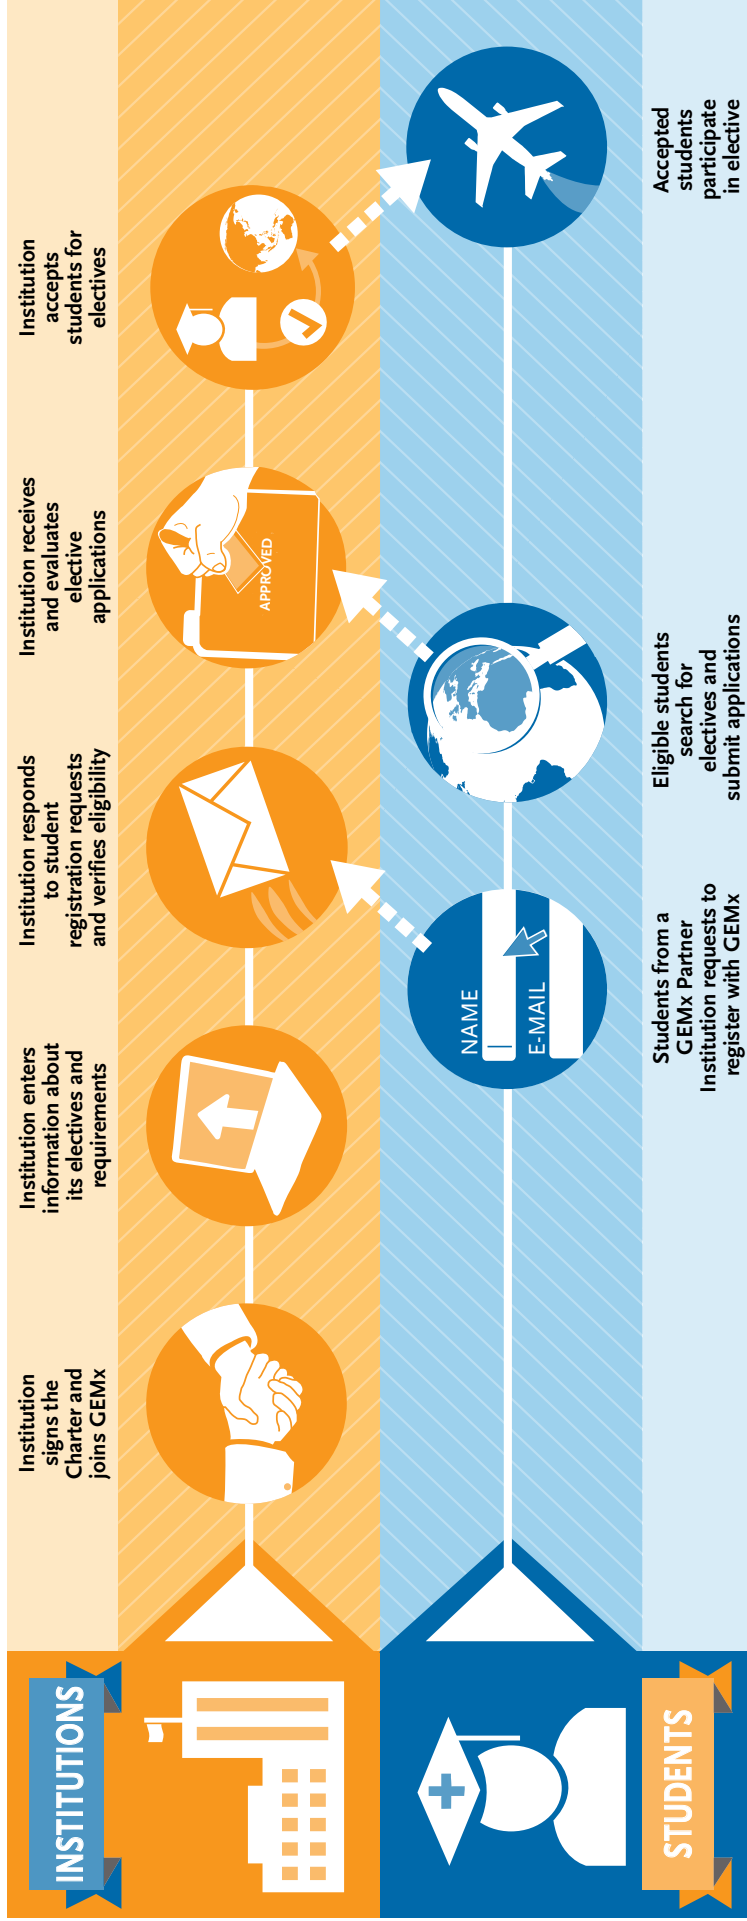 INSTITUTIONS
Institution
signs the
Charter and
joins GEMx
Institution enters
information about
its electives and
requirements
Institution responds
to student
registration requests
and verifies eligibility
Institution receives
and evaluates
elective
applications
APPROVED
Institution
accepts
students for
electives
STUDENTS
NAME
E-MAIL
Students from a
GEMx Partner
Institution requests to
register with GEMx
Eligible students
search for
electives and
submit applications
Accepted
students
participate
in elective